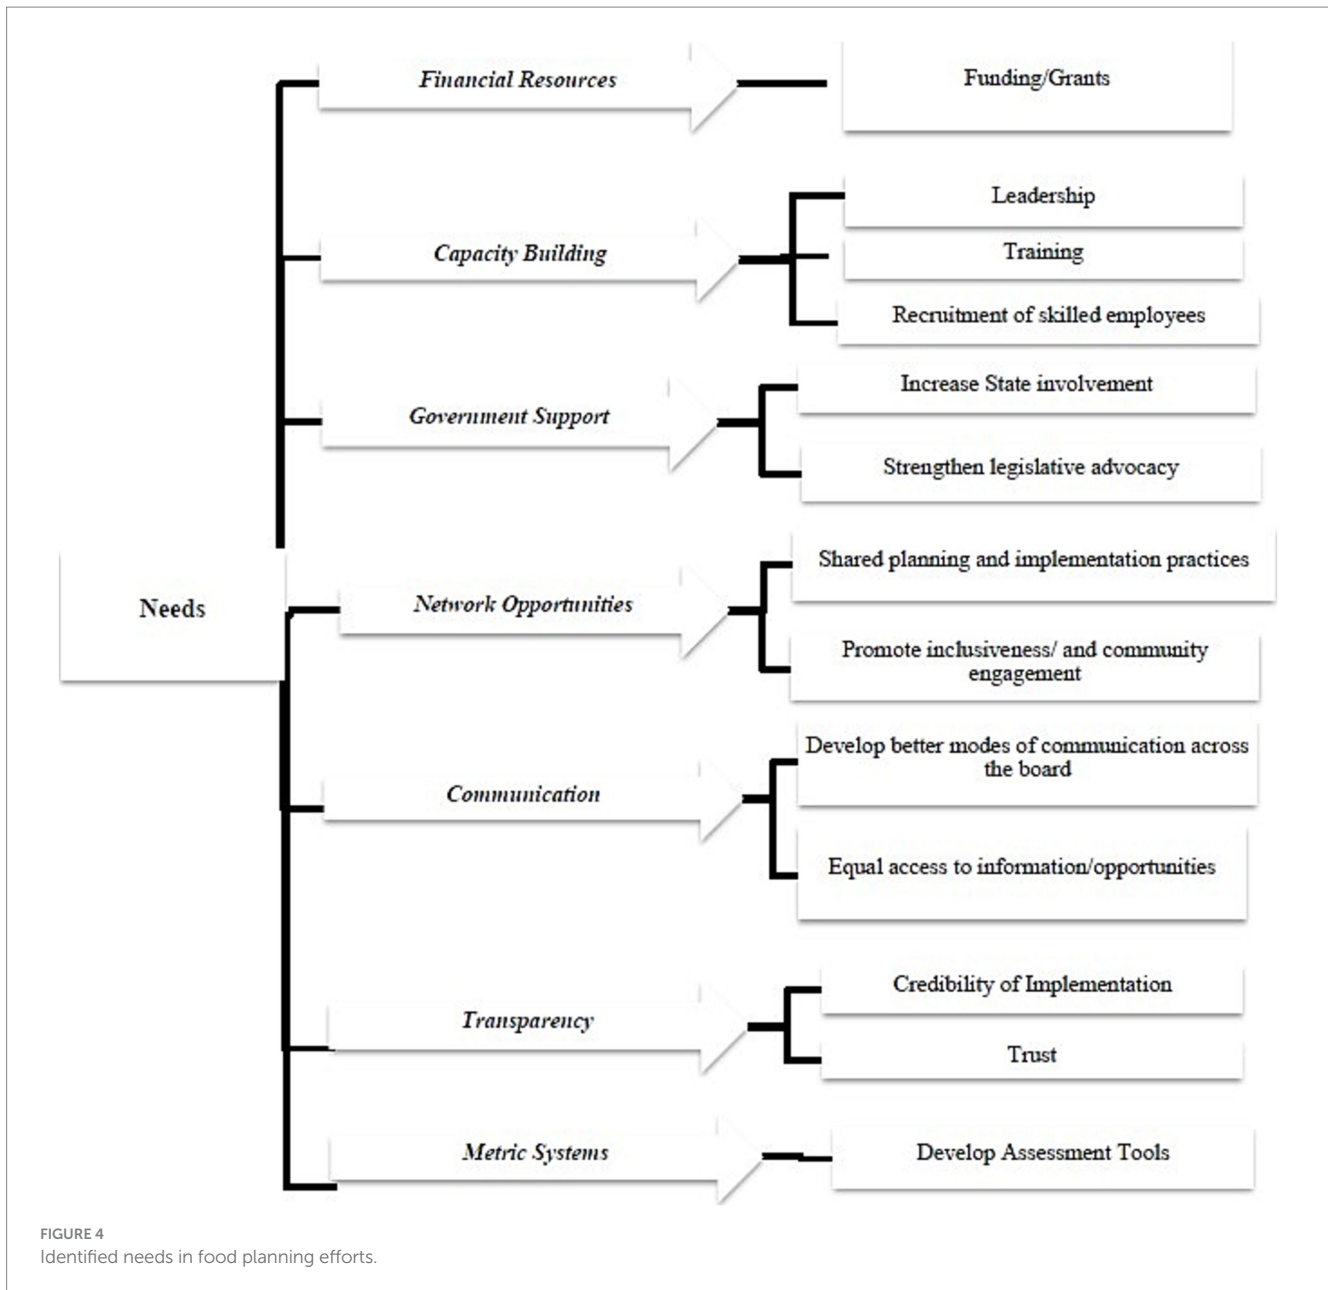 Financial Resources
Funding/Grants
Capacity Building
Leadership
Training
Recruitment of skilled employees
Government Support
Increase State involvement
Strengthen legislative advocacy
Needs
Network Opportunities
Shared planning and implementation practices
Promote inclusiveness/ and community
engagement
Communication
Develop better modes of communication across
the board
Equal access to information/opportunities
Transparency
Credibility of Implementation
Trust
Metric Systems
Develop Assessment Tools
FIGURE 4
Identified needs in food planning efforts.